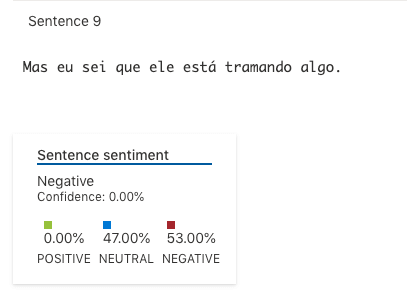 Sentence 9
Mas eu sei que ele está tramando algo.
Sentence sentiment
Negative
Confidence: 0.00%
0.00% 47.00% 53.00%
POSITIVE NEUTRAL NEGATIVE